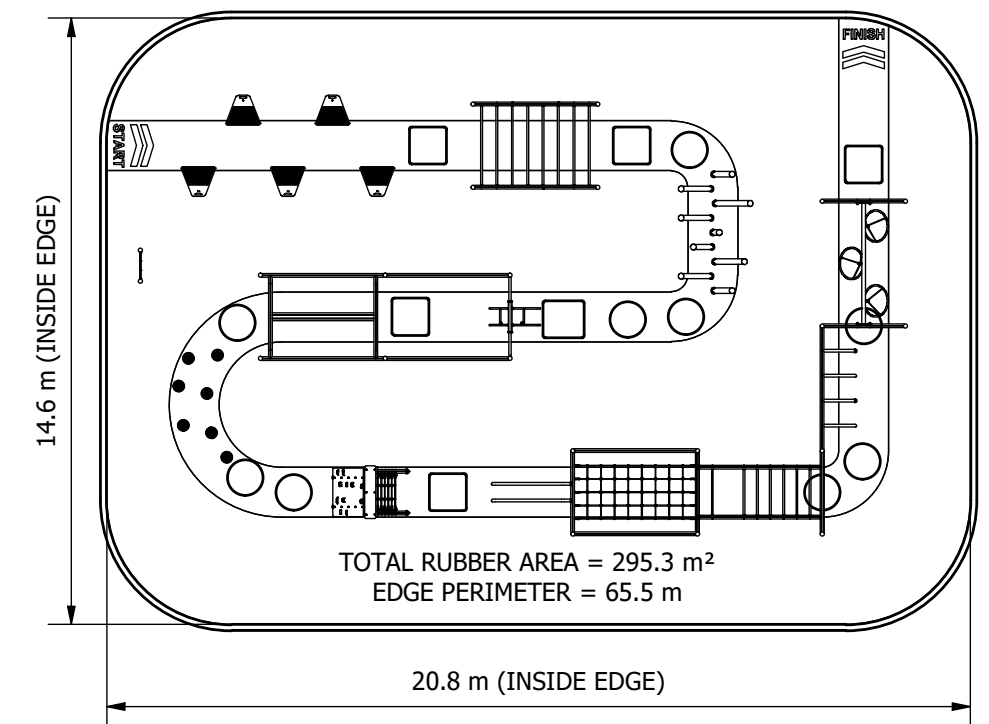 FINISH
START
14.6 m (INSIDE EDGE)
TOTAL RUBBER AREA = 295.3 m²
EDGE PERIMETER = 65.5 m
20.8 m (INSIDE EDGE)